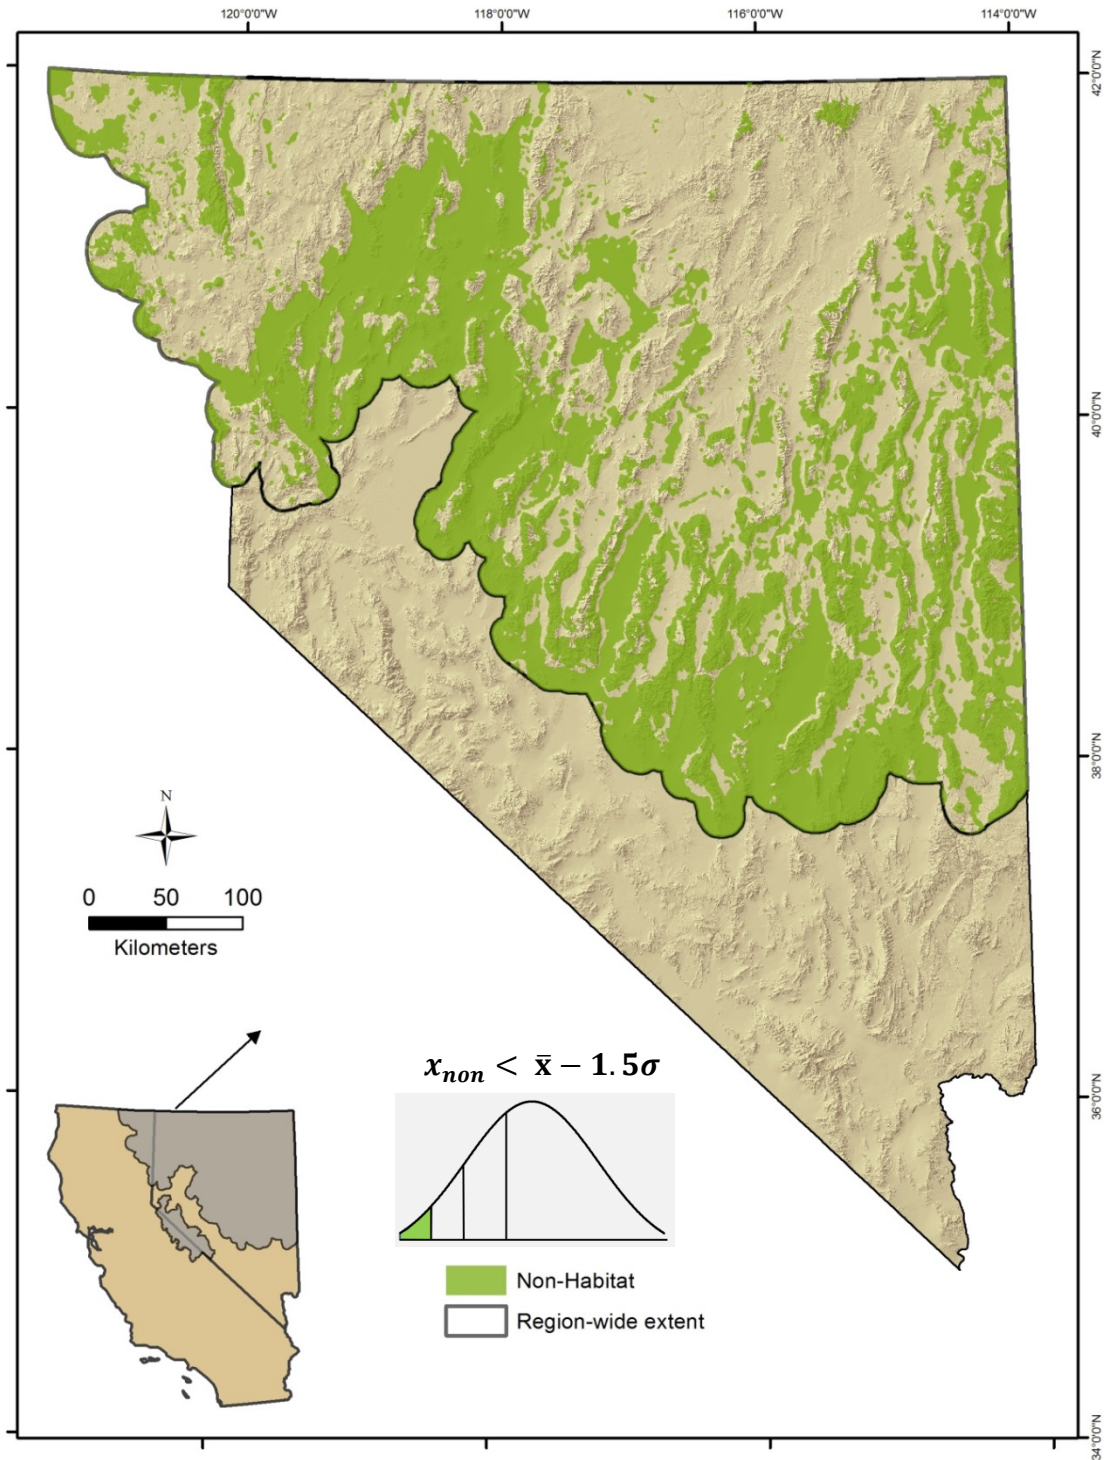 120°0'0"W 118°0'0"W 116°0'0"W 114°0'0"W
42°0'0"N
40°0'0"N
38°0'0"N
N
0 50 100
Kilometers
36°0'0"N
x_non < x̄ − 1.5σ
Non-Habitat
Region-wide extent
34°0'0"N